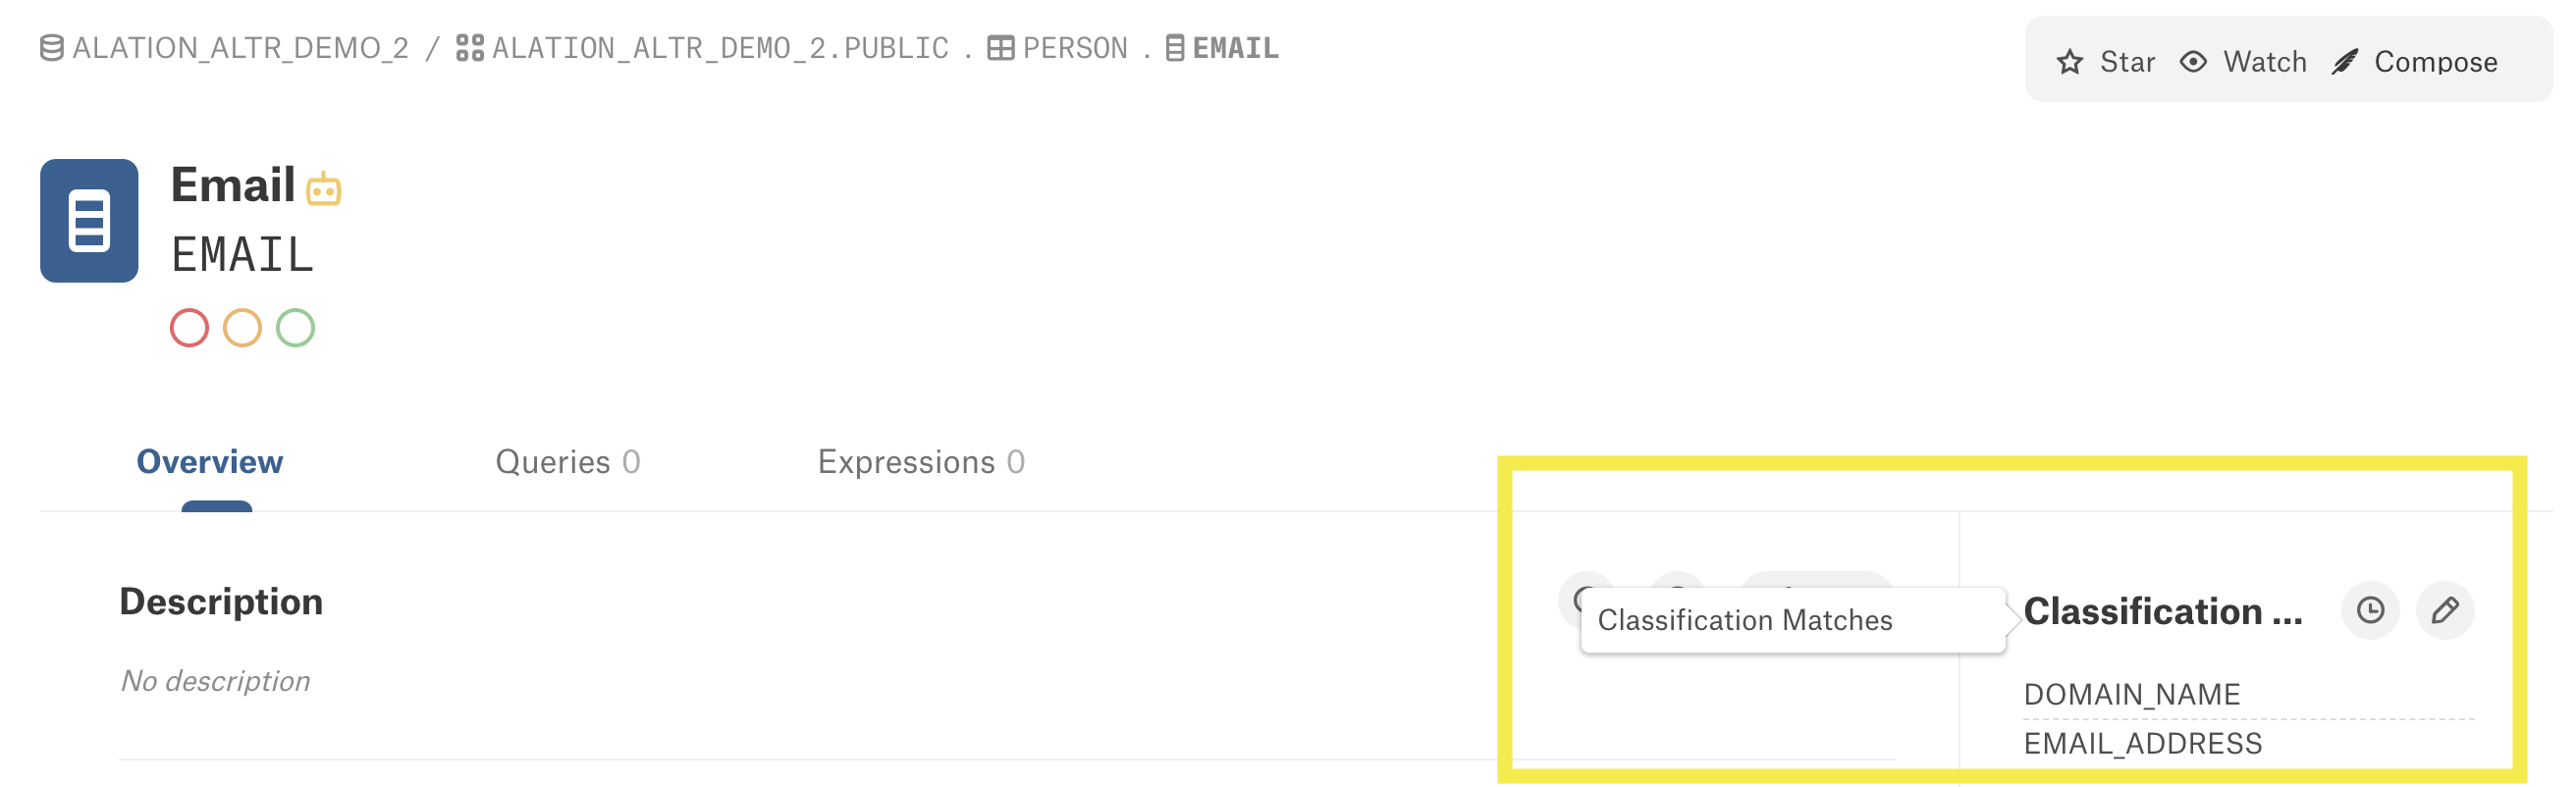 ALATION_ALTR_DEMO_2 / ALATION_ALTR_DEMO_2.PUBLIC . PERSON . EMAIL
Star Watch Compose
Email
EMAIL
Overview Queries 0 Expressions 0
Description
Classification Matches
Classification ...
No description
DOMAIN_NAME
EMAIL_ADDRESS